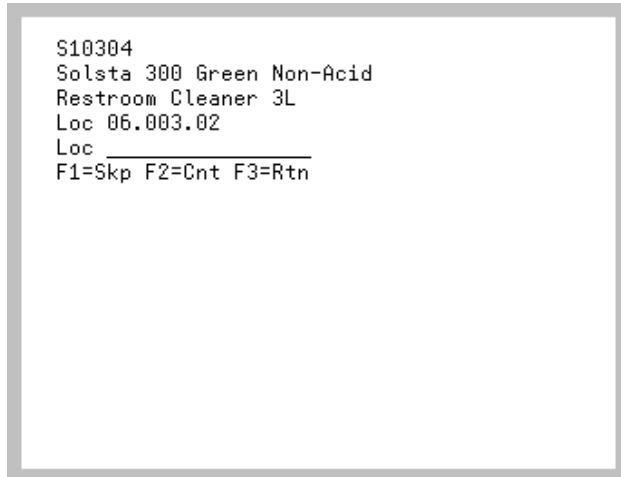 S10304
Solsta 300 Green Non-Acid
Restroom Cleaner 3L
Loc 06.003.02
Loc _________________
F1=Skp F2=Cnt F3=Rtn